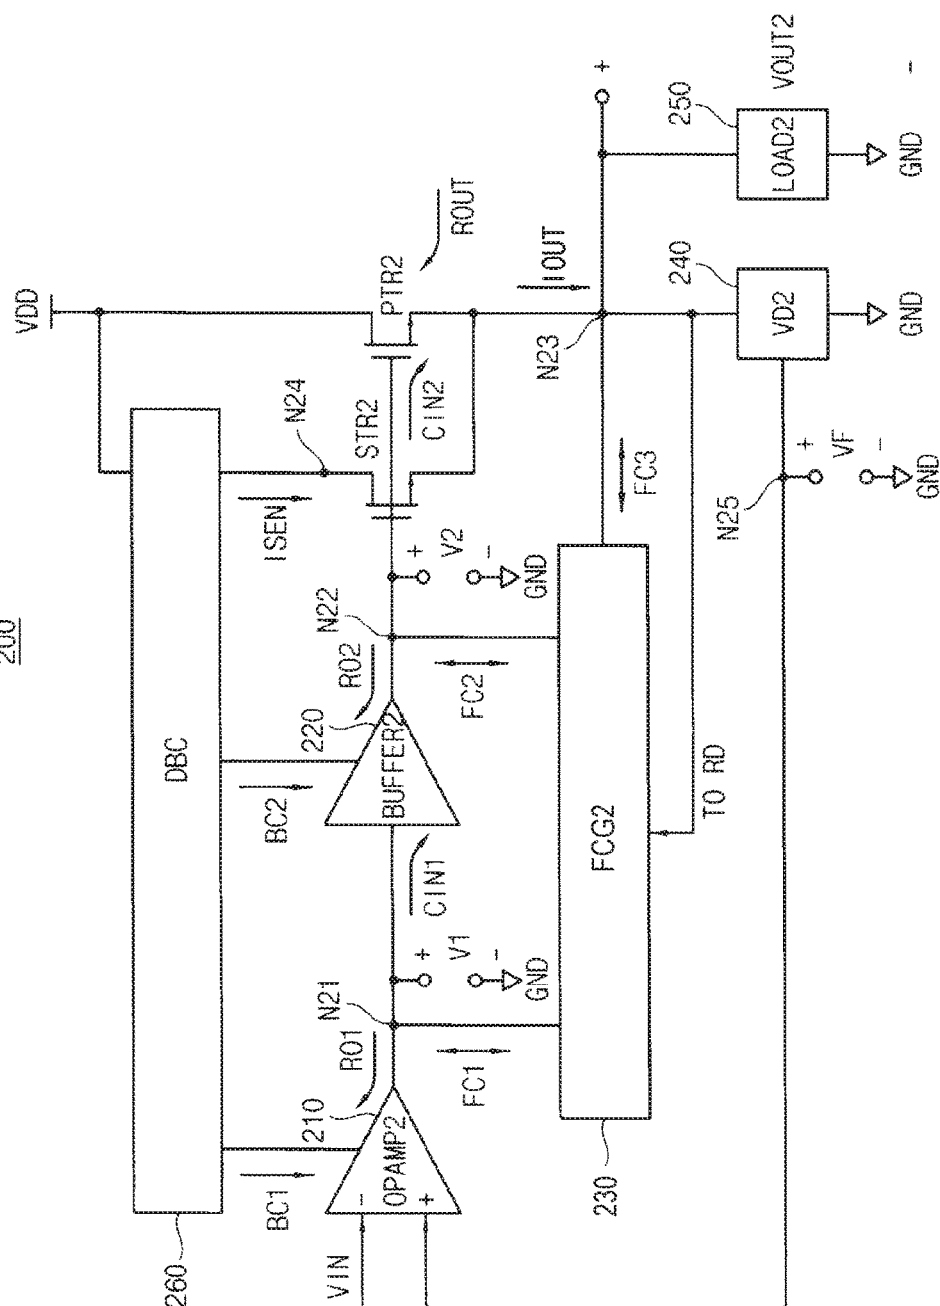 200
VDD
260
DBC
BC1
BC2
ISEN
N24
VIN
-
+
OPAMP2
210
RO1
N21
+
V1
-
GND
CIN1
BUFFER2
220
RO2
N22
+
V2
-
GND
STR2
CIN2
PTR2
ROUT
FC1
FC2
FC3
IOUT
N23
230
FCG2
TO RD
N25
+
VF
-
GND
240
VD2
GND
250
LOAD2
GND
+
VOUT2
-